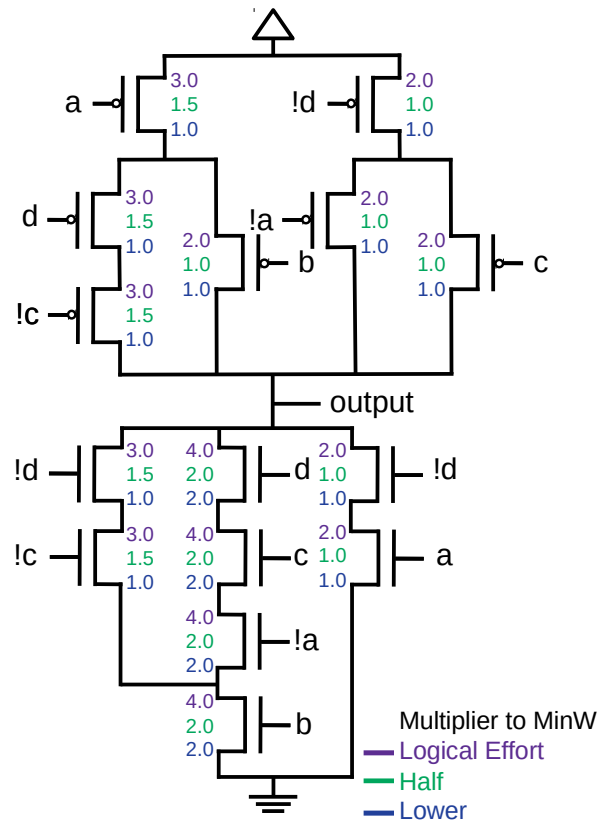 a 3.0 !d 2.0
1.5 1.0
1.0 1.0
d 3.0 !a 2.0
1.5 2.0 1.0 2.0
1.0 1.0 b 1.0 1.0 c
!c 3.0 1.0 1.0
1.5
1.0
output
!d 3.0 4.0 d 2.0 !d
1.5 2.0 1.0
1.0 2.0 1.0
!c 3.0 4.0 c 2.0 a
1.5 2.0 1.0
1.0 2.0 1.0
4.0 !a
2.0
2.0
4.0 b
2.0
2.0
Multiplier to MinW
Logical Effort
Half
Lower